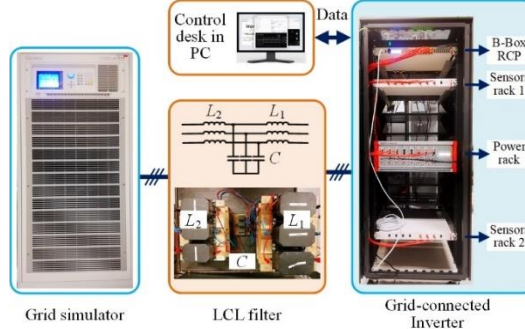 Control
desk in
PC
Data
B-Box
RCP
Sensor
rack 1
Power
rack
Sensor
rack 2
L2
L1
C
L2
L1
C
Grid simulator
LCL filter
Grid-connected
Inverter